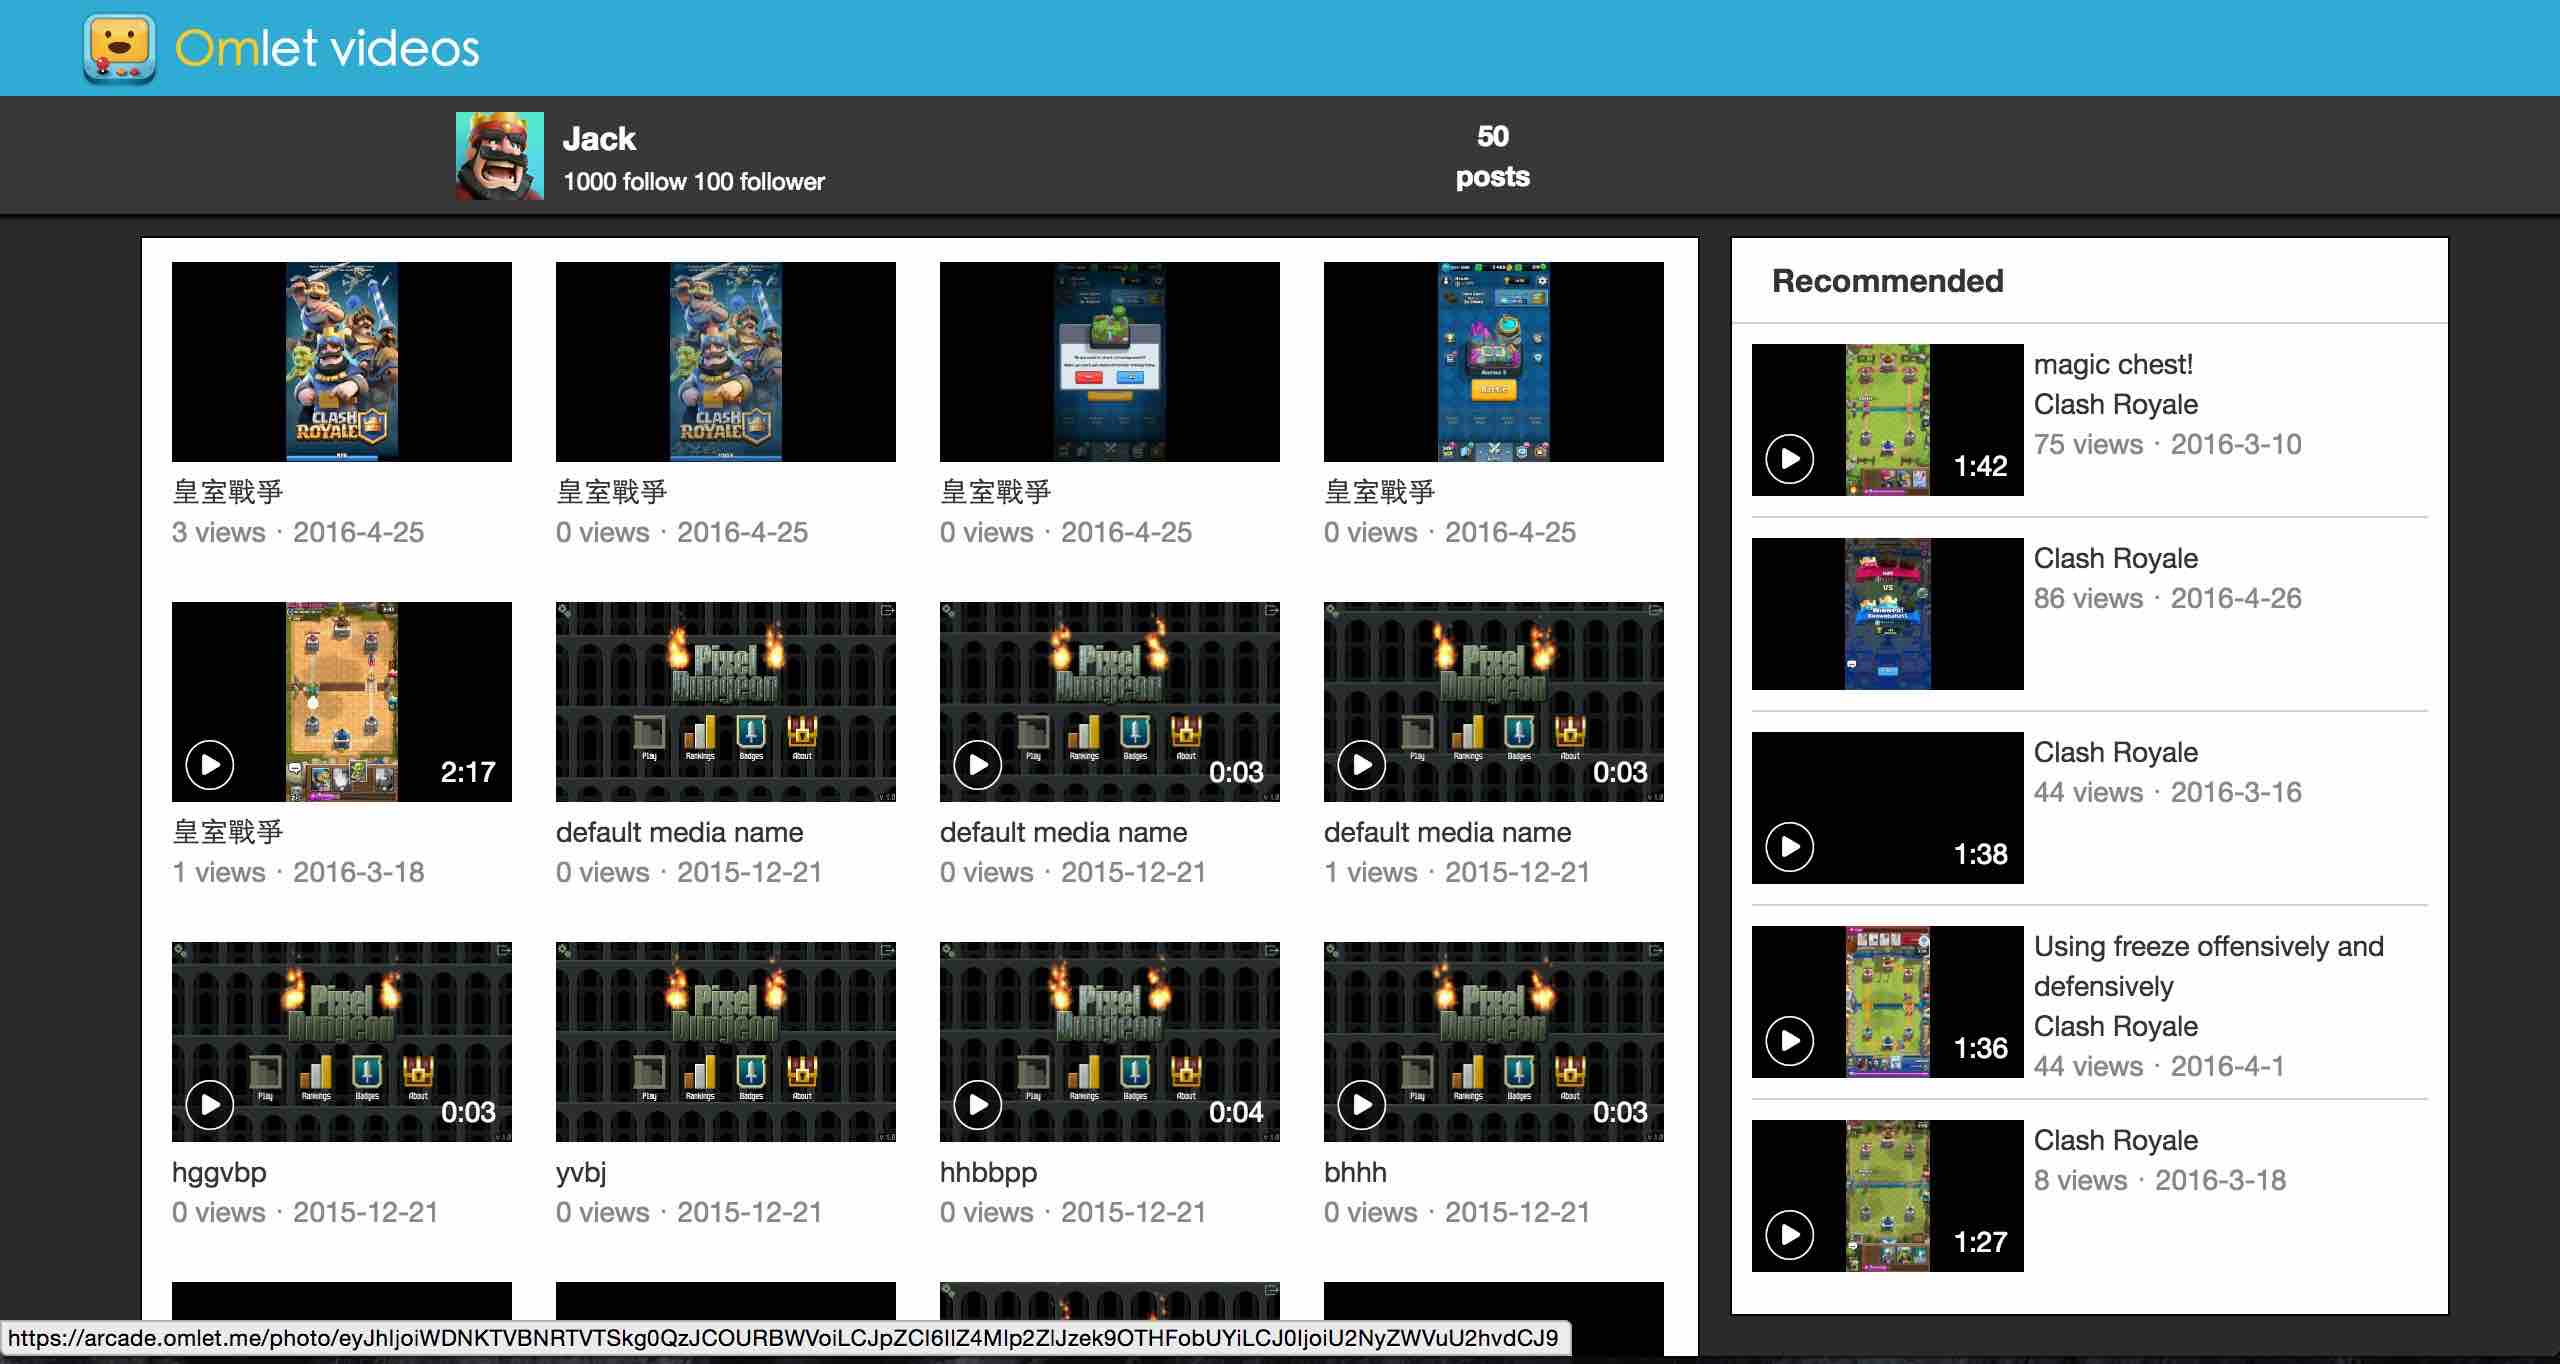 Omlet videos
Jack
1000 follow 100 follower
50
posts
CLASH
ROYALE
皇室戰爭
3 views · 2016-4-25
CLASH
ROYALE
皇室戰爭
0 views · 2016-4-25
皇室戰爭
0 views · 2016-4-25
Battle
皇室戰爭
0 views · 2016-4-25
2:17
皇室戰爭
1 views · 2016-3-18
Pixel
Dungeon
Play Rankings Badges About
default media name
0 views · 2015-12-21
Pixel
Dungeon
Play Rankings Badges About
0:03
default media name
0 views · 2015-12-21
Pixel
Dungeon
Play Rankings Badges About
0:03
default media name
1 views · 2015-12-21
Pixel
Dungeon
Play Rankings Badges About
0:03
hggvbp
0 views · 2015-12-21
Pixel
Dungeon
Play Rankings Badges About
yvbj
0 views · 2015-12-21
Pixel
Dungeon
Play Rankings Badges About
0:04
hhbbpp
0 views · 2015-12-21
Pixel
Dungeon
Play Rankings Badges About
0:03
bhhh
0 views · 2015-12-21
Recommended
1:42
magic chest!
Clash Royale
75 views · 2016-3-10
Clash Royale
86 views · 2016-4-26
1:38
Clash Royale
44 views · 2016-3-16
1:36
Using freeze offensively and
defensively
Clash Royale
44 views · 2016-4-1
1:27
Clash Royale
8 views · 2016-3-18